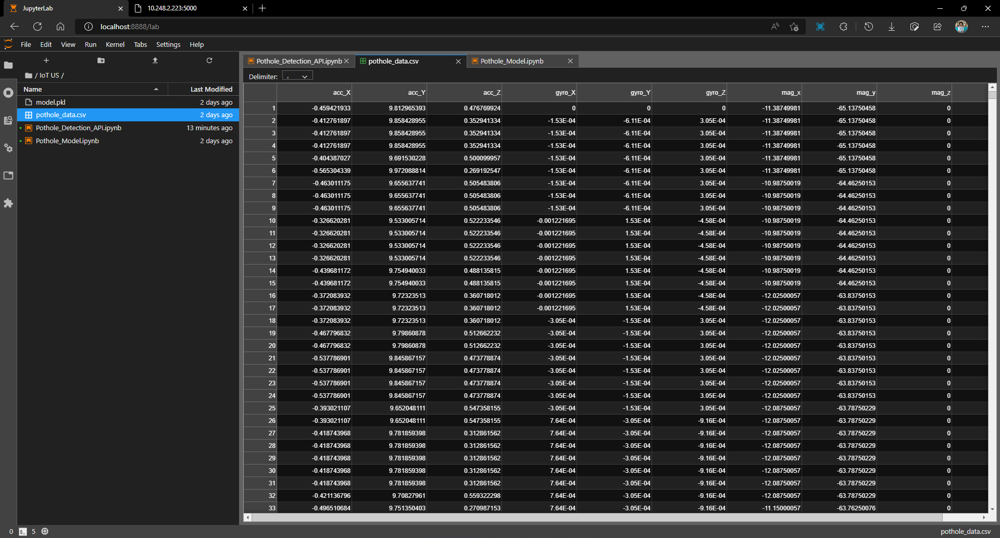 JupyterLab
10.248.2.223:5000
localhost:8888/lab
File Edit View Run Kernel Tabs Settings Help
/ IoT US /
Name Last Modified
model.pkl 2 days ago
pothole_data.csv 2 days ago
Pothole_Detection_API.ipynb 13 minutes ago
Pothole_Model.ipynb 2 days ago
Pothole_Detection_API.ipynb pothole_data.csv Pothole_Model.ipynb
Delimiter: ,
acc_X acc_Y acc_Z gyro_X gyro_Y gyro_Z mag_x mag_y mag_z
1 -0.459421933 9.812965393 0.476769924 0 0 0 -11.38749981 -65.13750458 0
2 -0.412761897 9.858428955 0.352941334 -1.53E-04 -6.11E-04 3.05E-04 -11.38749981 -65.13750458 0
3 -0.412761897 9.858428955 0.352941334 -1.53E-04 -6.11E-04 3.05E-04 -11.38749981 -65.13750458 0
4 -0.412761897 9.858428955 0.352941334 -1.53E-04 -6.11E-04 3.05E-04 -11.38749981 -65.13750458 0
5 -0.404387027 9.691530228 0.500099957 -1.53E-04 -6.11E-04 3.05E-04 -11.38749981 -65.13750458 0
6 -0.565304339 9.972088814 0.269192547 -1.53E-04 -6.11E-04 3.05E-04 -11.38749981 -65.13750458 0
7 -0.463011175 9.655637741 0.505483806 -1.53E-04 -6.11E-04 3.05E-04 -10.98750019 -64.46250153 0
8 -0.463011175 9.655637741 0.505483806 -1.53E-04 -6.11E-04 3.05E-04 -10.98750019 -64.46250153 0
9 -0.463011175 9.655637741 0.505483806 -1.53E-04 -6.11E-04 3.05E-04 -10.98750019 -64.46250153 0
10 -0.326620281 9.533005714 0.522233546 -0.001221695 1.53E-04 -4.58E-04 -10.98750019 -64.46250153 0
11 -0.326620281 9.533005714 0.522233546 -0.001221695 1.53E-04 -4.58E-04 -10.98750019 -64.46250153 0
12 -0.326620281 9.533005714 0.522233546 -0.001221695 1.53E-04 -4.58E-04 -10.98750019 -64.46250153 0
13 -0.326620281 9.533005714 0.522233546 -0.001221695 1.53E-04 -4.58E-04 -10.98750019 -64.46250153 0
14 -0.439681172 9.754940033 0.488135815 -0.001221695 1.53E-04 -4.58E-04 -10.98750019 -64.46250153 0
15 -0.439681172 9.754940033 0.488135815 -0.001221695 1.53E-04 -4.58E-04 -10.98750019 -64.46250153 0
16 -0.372083932 9.72323513 0.360718012 -0.001221695 1.53E-04 -4.58E-04 -12.02500057 -63.83750153 0
17 -0.372083932 9.72323513 0.360718012 -0.001221695 1.53E-04 -4.58E-04 -12.02500057 -63.83750153 0
18 -0.372083932 9.72323513 0.360718012 -3.05E-04 -1.53E-04 3.05E-04 -12.02500057 -63.83750153 0
19 -0.467796832 9.79860878 0.512662232 -3.05E-04 -1.53E-04 3.05E-04 -12.02500057 -63.83750153 0
20 -0.467796832 9.79860878 0.512662232 -3.05E-04 -1.53E-04 3.05E-04 -12.02500057 -63.83750153 0
21 -0.537786901 9.845867157 0.473778874 -3.05E-04 -1.53E-04 3.05E-04 -12.02500057 -63.83750153 0
22 -0.537786901 9.845867157 0.473778874 -3.05E-04 -1.53E-04 3.05E-04 -12.02500057 -63.83750153 0
23 -0.537786901 9.845867157 0.473778874 -3.05E-04 -1.53E-04 3.05E-04 -12.02500057 -63.83750153 0
24 -0.537786901 9.845867157 0.473778874 -3.05E-04 -1.53E-04 3.05E-04 -12.02500057 -63.83750153 0
25 -0.393021107 9.652048111 0.547358155 -3.05E-04 -1.53E-04 3.05E-04 -12.08750057 -63.78750229 0
26 -0.393021107 9.652048111 0.547358155 7.64E-04 -3.05E-04 -9.16E-04 -12.08750057 -63.78750229 0
27 -0.418743968 9.781859398 0.312861562 7.64E-04 -3.05E-04 -9.16E-04 -12.08750057 -63.78750229 0
28 -0.418743968 9.781859398 0.312861562 7.64E-04 -3.05E-04 -9.16E-04 -12.08750057 -63.78750229 0
29 -0.418743968 9.781859398 0.312861562 7.64E-04 -3.05E-04 -9.16E-04 -12.08750057 -63.78750229 0
30 -0.418743968 9.781859398 0.312861562 7.64E-04 -3.05E-04 -9.16E-04 -12.08750057 -63.78750229 0
31 -0.418743968 9.781859398 0.312861562 7.64E-04 -3.05E-04 -9.16E-04 -12.08750057 -63.78750229 0
32 -0.421136796 9.70827961 0.559322298 7.64E-04 -3.05E-04 -9.16E-04 -12.08750057 -63.78750229 0
33 -0.496510684 9.751350403 0.270987153 7.64E-04 -3.05E-04 -9.16E-04 -11.15000057 -63.76250076 0
0 5 pothole_data.csv